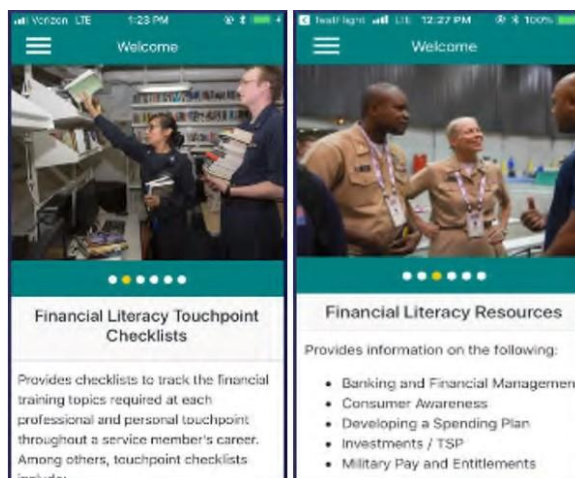 Verizon LTE 1:23 PM
Welcome
Financial Literacy Touchpoint
Checklists
Provides checklists to track the financial
training topics required at each
professional and personal touchpoint
throughout a service member's career.
Among others, touchpoint checklists
include:
TestFlight LTE 12:27 PM 100%
Welcome
Financial Literacy Resources
Provides information on the following:
• Banking and Financial Managemen
• Consumer Awareness
• Developing a Spending Plan
• Investments / TSP
• Military Pay and Entitlements